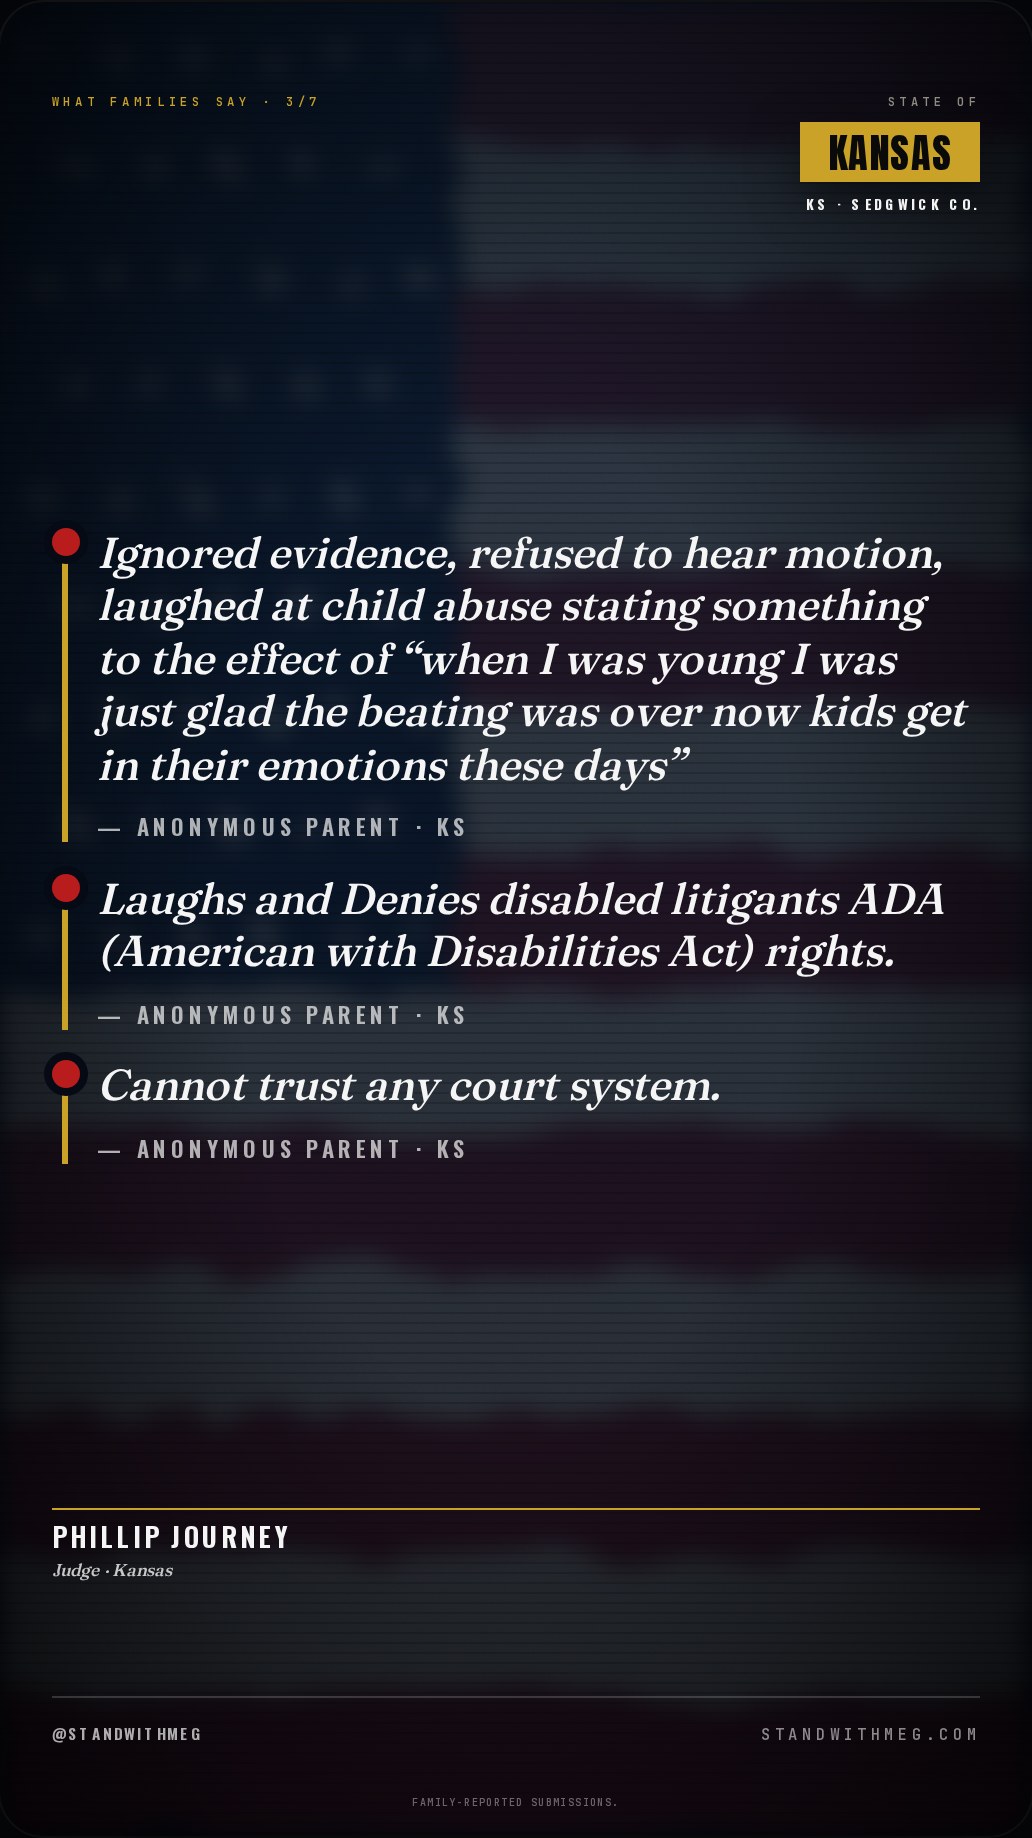 WHAT FAMILIES SAY · 3/7
STATE OF
KANSAS
KS · SEDGWICK CO.
Ignored evidence, refused to hear motion,
laughed at child abuse stating something
to the effect of “when I was young I was
just glad the beating was over now kids get
in their emotions these days”
— ANONYMOUS PARENT · KS
Laughs and Denies disabled litigants ADA
(American with Disabilities Act) rights.
— ANONYMOUS PARENT · KS
Cannot trust any court system.
— ANONYMOUS PARENT · KS
PHILLIP JOURNEY
Judge · Kansas
@STANDWITHMEG
STANDWITHMEG.COM
FAMILY-REPORTED SUBMISSIONS.